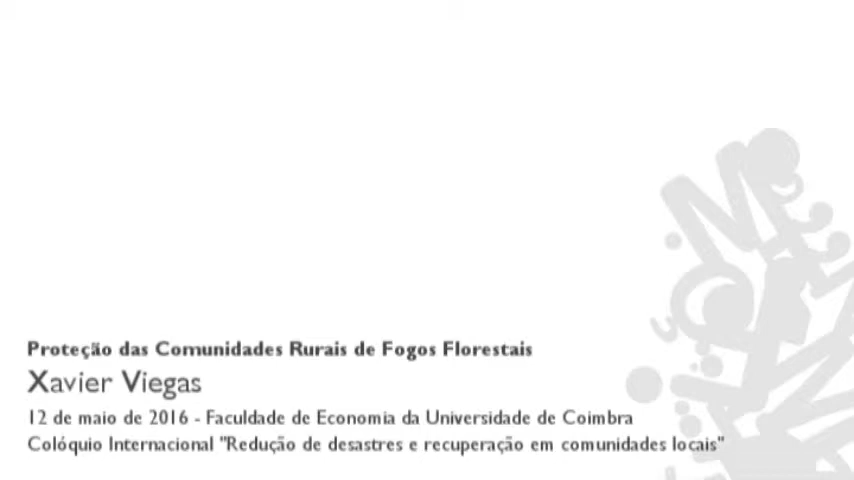 Proteção das Comunidades Rurais de Fogos Florestais
Xavier Viegas
12 de maio de 2016 - Faculdade de Economia da Universidade de Coimbra
Colóquio Internacional "Redução de desastres e recuperação em comunidades locais"